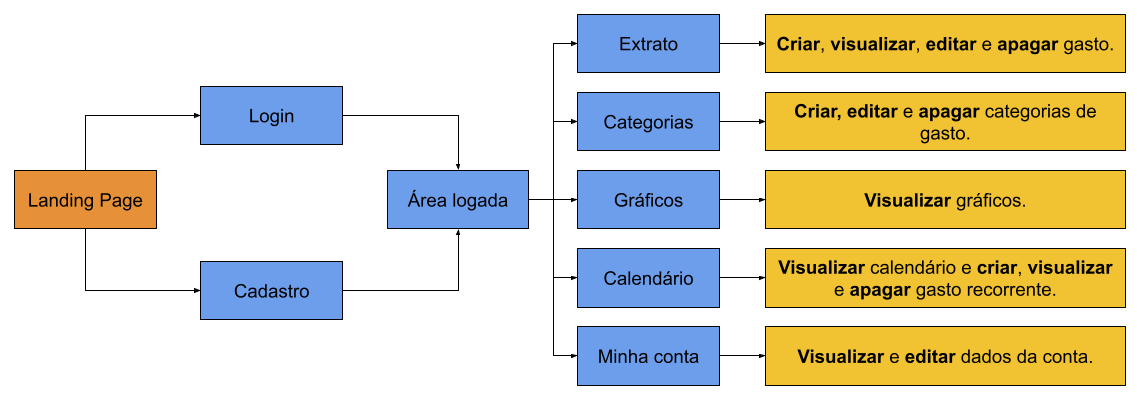 Landing Page
Login
Cadastro
Área logada
Extrato
Criar, visualizar, editar e apagar gasto.
Categorias
Criar, editar e apagar categorias de
gasto.
Gráficos
Visualizar gráficos.
Calendário
Visualizar calendário e criar, visualizar
e apagar gasto recorrente.
Minha conta
Visualizar e editar dados da conta.